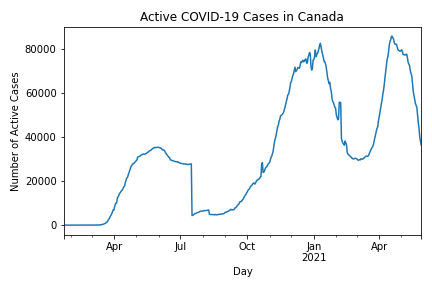 Active COVID-19 Cases in Canada
Number of Active Cases
80000
60000
40000
20000
0
Apr
Jul
Oct
Jan
2021
Apr
Day